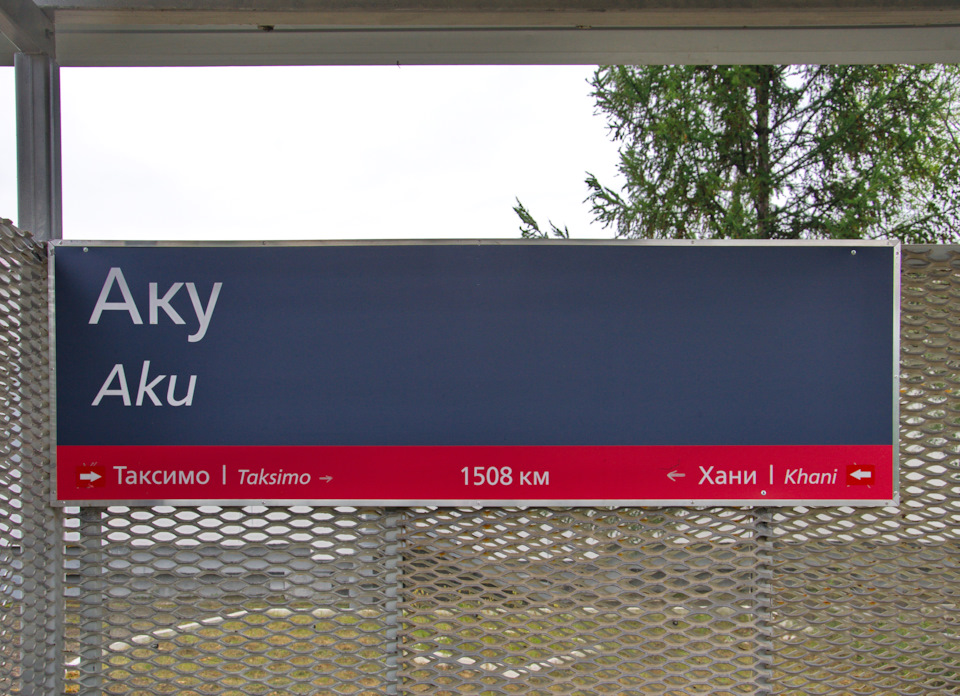 Аку
Aku
→ Таксимо | Taksimo → 1508 км ← Хани | Khani ←